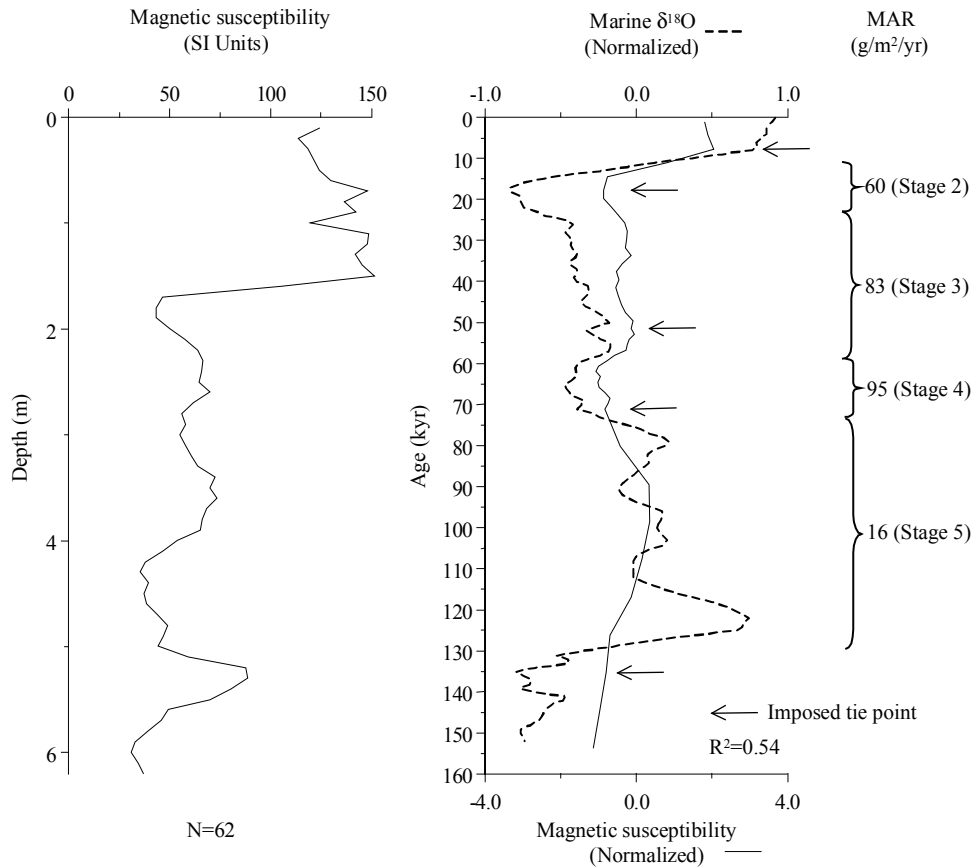 Magnetic susceptibility
(SI Units)
0 50 100 150
0
2
4
6
Depth (m)
N=62
Marine δ¹⁸O
(Normalized)
-1.0 0.0 1.0
0
10
20
30
40
50
60
70
80
90
100
110
120
130
140
150
160
Age (kyr)
MAR
(g/m²/yr)
60 (Stage 2)
83 (Stage 3)
95 (Stage 4)
16 (Stage 5)
Imposed tie point
R²=0.54
-4.0 0.0 4.0
Magnetic susceptibility
(Normalized)